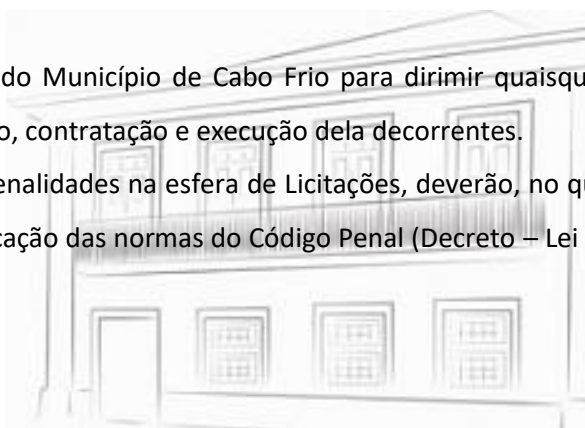 do Município de Cabo Frio para dirimir quaisqu
o, contratação e execução dela decorrentes.
enalidades na esfera de Licitações, deverão, no qu
cação das normas do Código Penal (Decreto – Lei